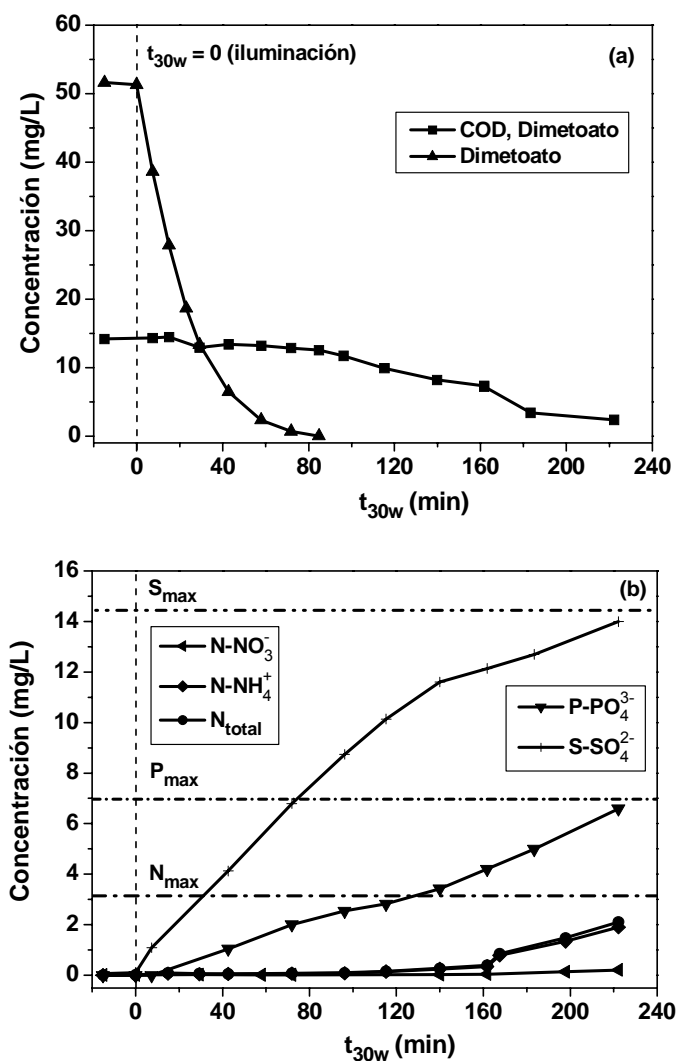 (a)
t30w = 0 (iluminación)
COD, Dimetoato
Dimetoato
Concentración (mg/L)
60
50
40
30
20
10
0
0 40 80 120 160 200 240
t30w (min)
(b)
Smax
N-NO3-
N-NH4+
Ntotal
P-PO43-
S-SO42-
Pmax
Nmax
Concentración (mg/L)
16
14
12
10
8
6
4
2
0
0 40 80 120 160 200 240
t30w (min)